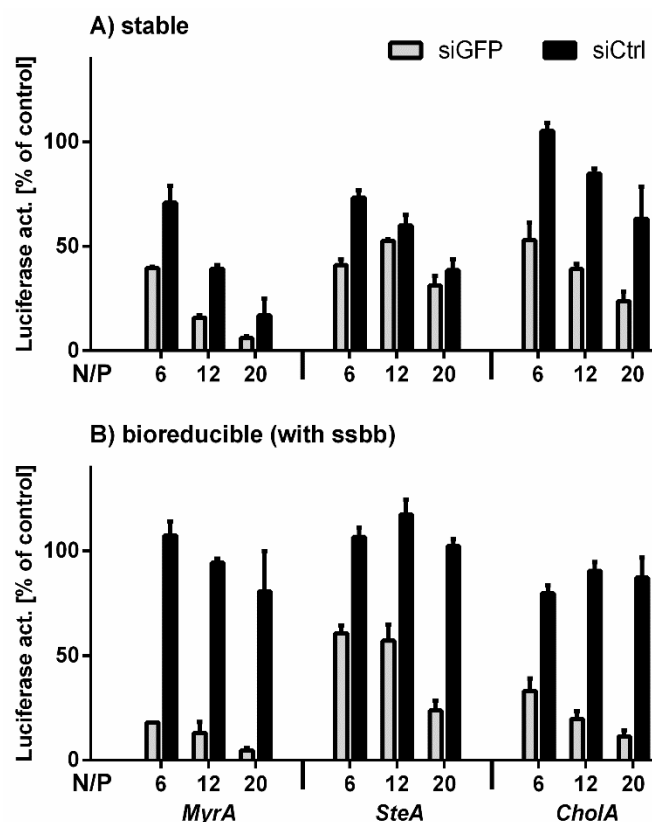 A) stable
siGFP siCtrl
Luciferase act. [% of control]
100
50
0
N/P 6 12 20 6 12 20 6 12 20
B) bioreducible (with ssbb)
Luciferase act. [% of control]
100
50
0
N/P 6 12 20 6 12 20 6 12 20
MyrA SteA CholA